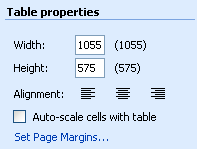 Table properties
Width: 1055 (1055)
Height: 575 (575)
Alignment:
Auto-scale cells with table
Set Page Margins...